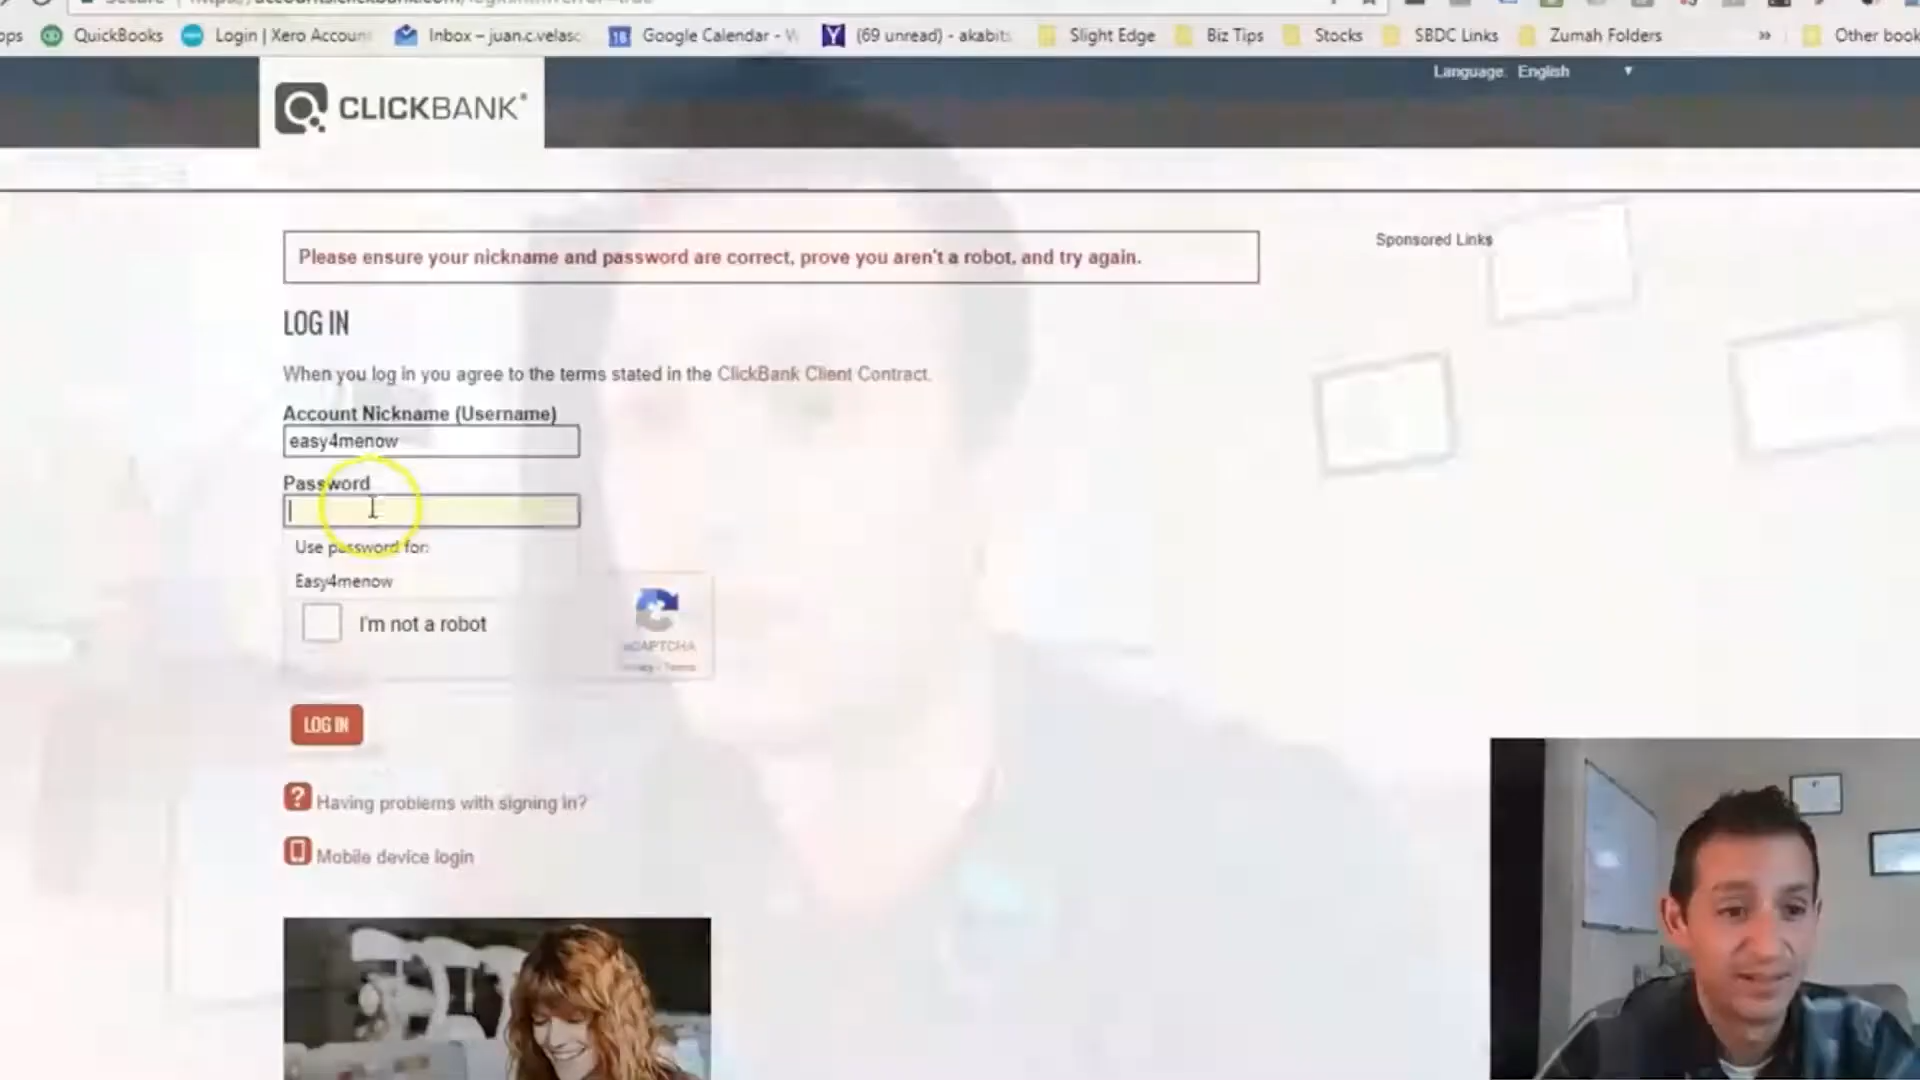 QuickBooks Login | Xero Accoun Inbox – juan.c.velasc 16 Google Calendar - (69 unread) - akabits Slight Edge Biz Tips Stocks SBDC Links Zumah Folders » Other book
Language: English
CLICKBANK
Please ensure your nickname and password are correct, prove you aren't a robot, and try again.
Sponsored Links
LOG IN
When you log in you agree to the terms stated in the ClickBank Client Contract.
Account Nickname (Username)
easy4menow
Password
Use password for:
Easy4menow
I'm not a robot
LOG IN
Having problems with signing in?
Mobile device login